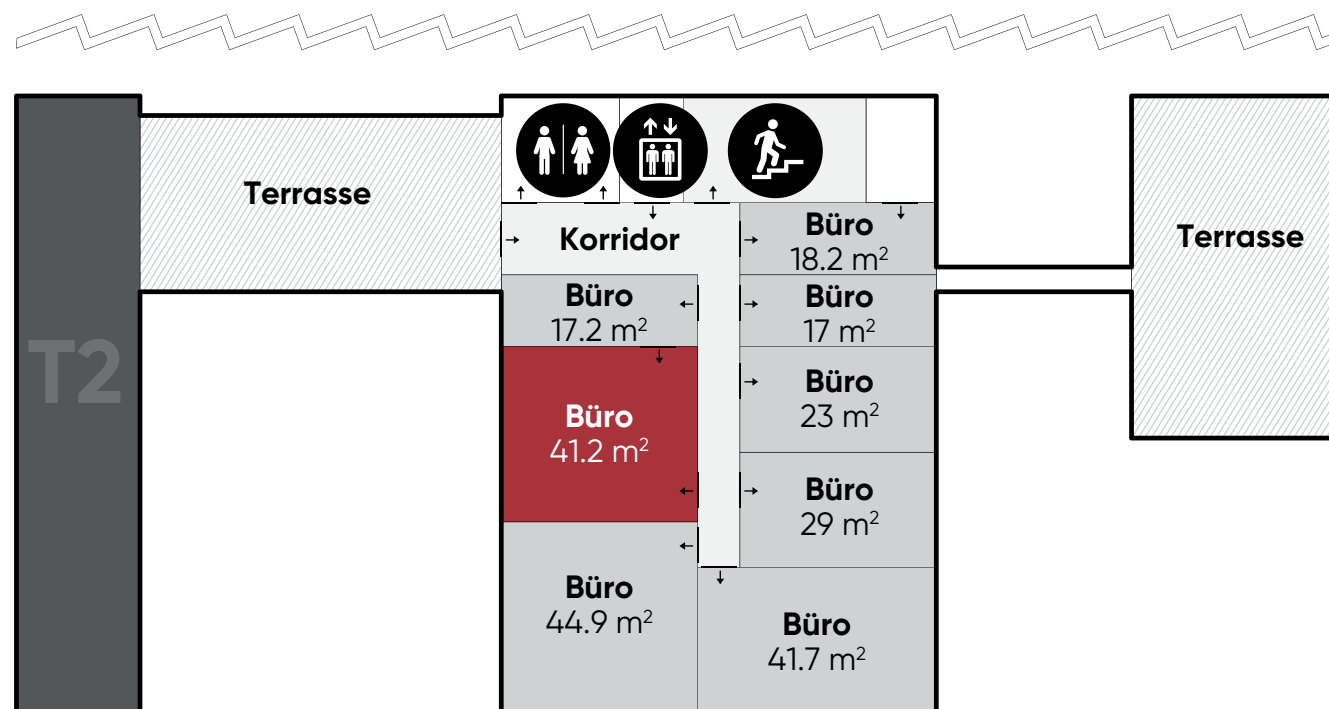 Terrasse
Korridor
Büro
18.2 m²
Terrasse
Büro
17.2 m²
Büro
17 m²
T2
Büro
23 m²
Büro
41.2 m²
Büro
29 m²
Büro
44.9 m²
Büro
41.7 m²